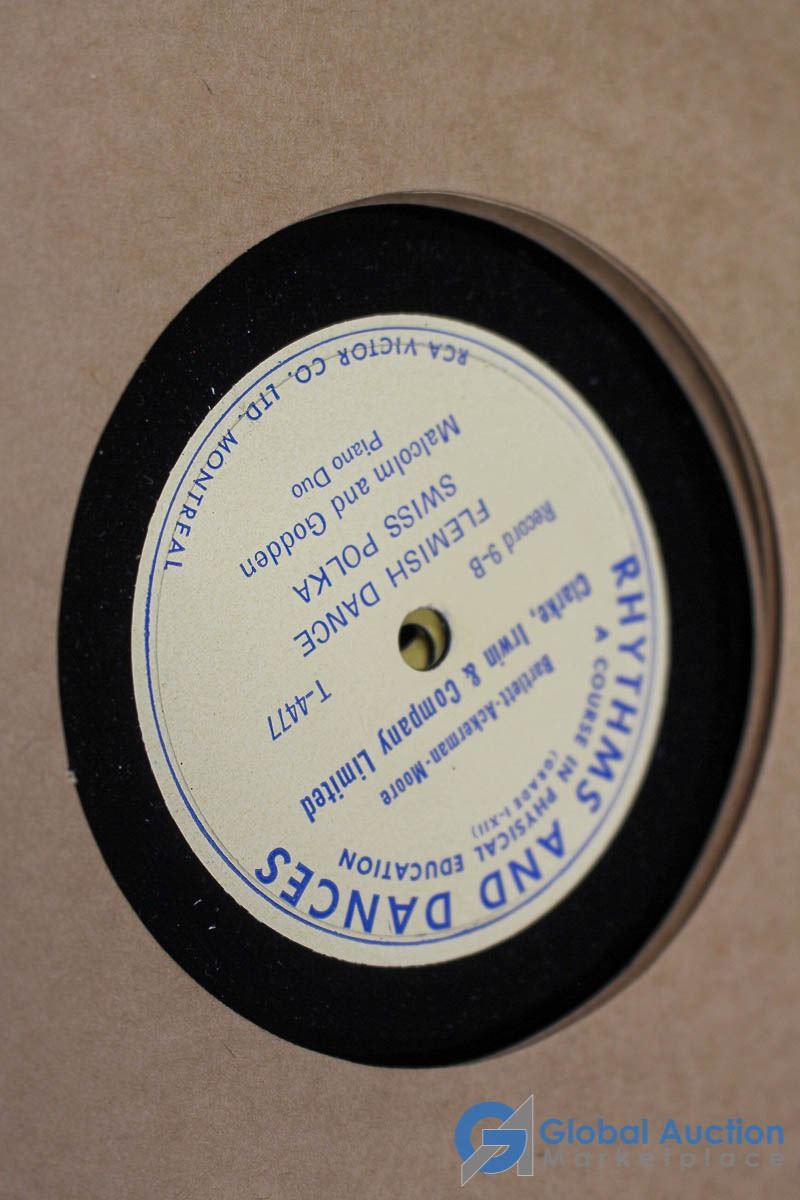 RHYTHMS AND DANCES
A COURSE IN PHYSICAL EDUCATION
(GRADE I-XII)
Bartlett-Ackerman-Moore
Clarke, Irwin & Company Limited
Record 9-B
T-4477
FLEMISH DANCE
SWISS POLKA
Malcolm and Godden
Piano Duo
RCA VICTOR CO. LTD. MONTREAL
Global Auction
Marketplace